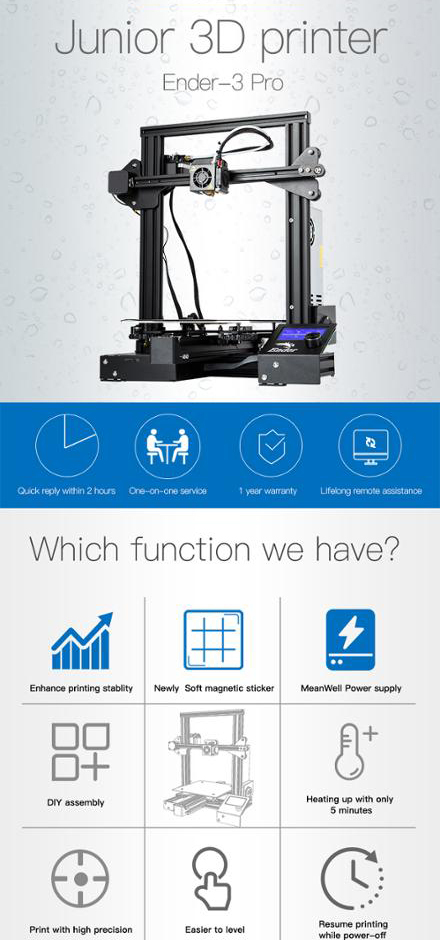 Junior 3D printer
Ender-3 Pro
Ender
Quick reply within 2 hours
One-on-one service
1 year warranty
Lifelong remote assistance
Which function we have?
Enhance printing stablity
Newly Soft magnetic sticker
MeanWell Power supply
DIY assembly
Heating up with only
5 minutes
Print with high precision
Easier to level
Resume printing
while power-off